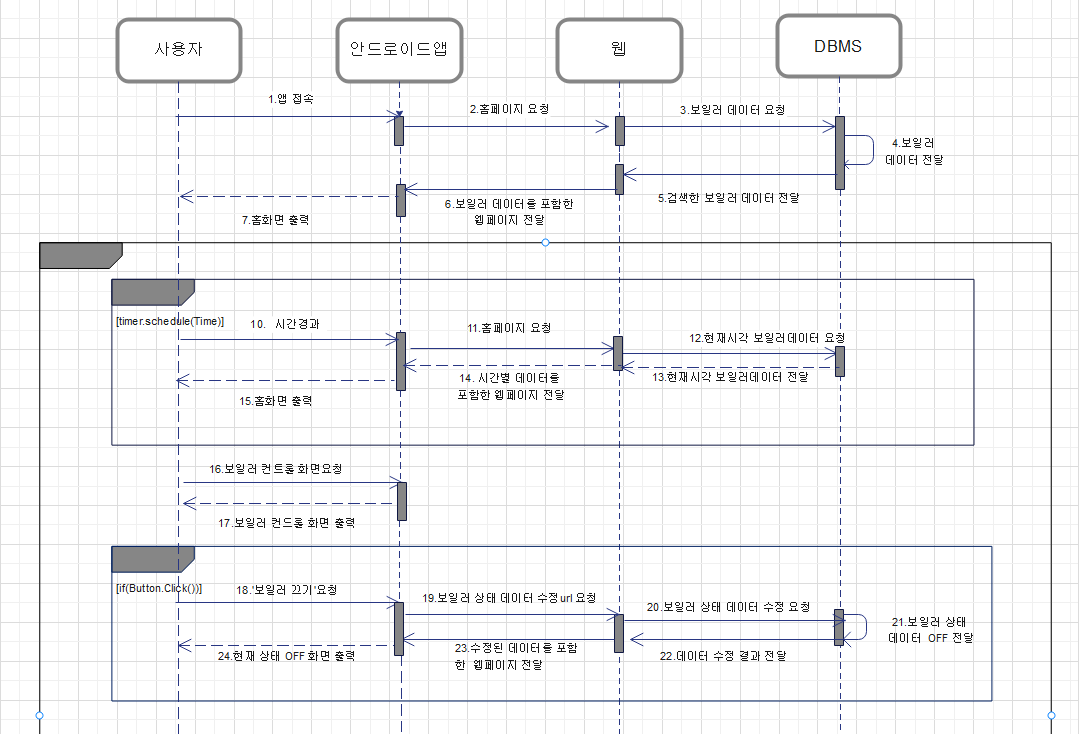 사용자
안드로이드앱
웹
DBMS
1.앱 접속
2.홈페이지 요청
3.보일러 데이터 요청
4.보일러
데이터 전달
5.검색한 보일러 데이터 전달
6.보일러 데이터를 포함한
웹페이지 전달
7.홈화면 출력
[timer.schedule(Time)]
10. 시간경과
11.홈페이지 요청
12.현재시각 보일러데이터 요청
13.현재시각 보일러데이터 전달
14. 시간별 데이터를
포함한 웹페이지 전달
15.홈화면 출력
16.보일러 컨트롤 화면요청
17.보일러 컨드롤 화면 출력
[if(Button.Click())]
18.'보일러 끄기'요청
19.보일러 상태 데이터 수정url 요청
20.보일러 상태 데이터 수정 요청
21.보일러 상태
데이터 OFF 전달
22.데이터 수정 결과 전달
23.수정된 데이터를 포함
한 웹페이지 전달
24.현재 상태 OFF 화면 출력